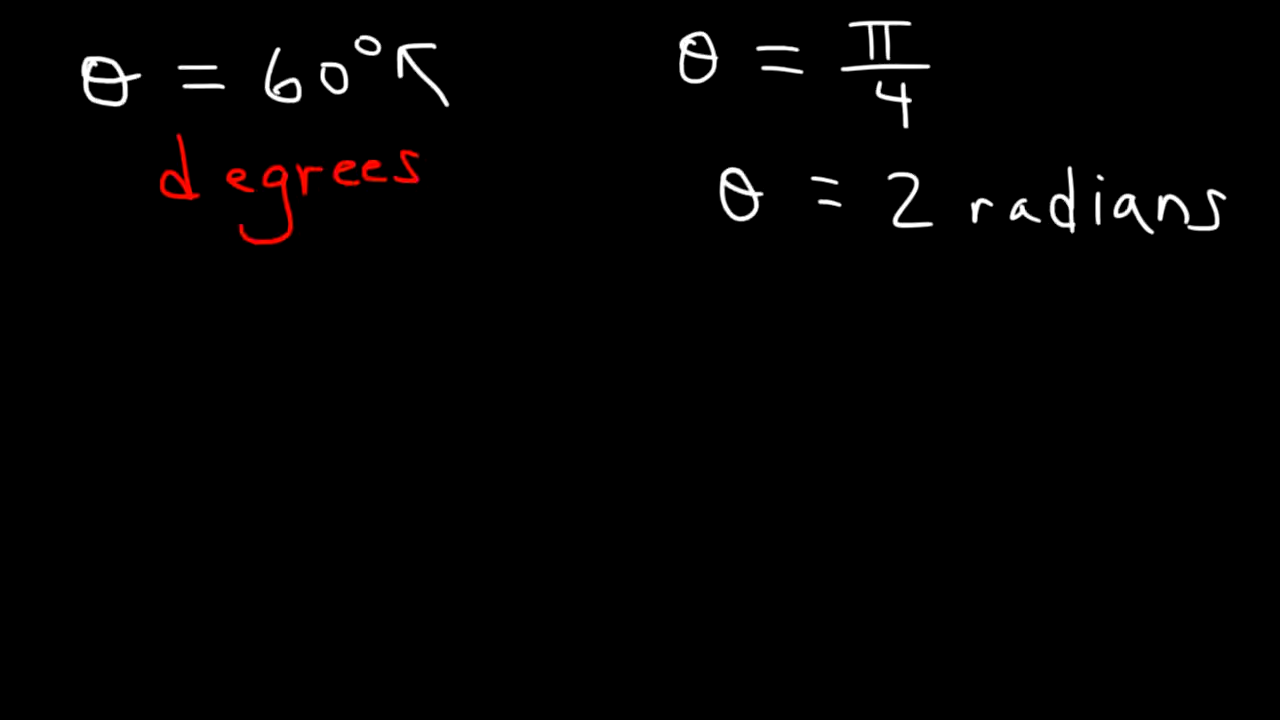 θ = 60°
degrees
θ = π/4
θ = 2 radians